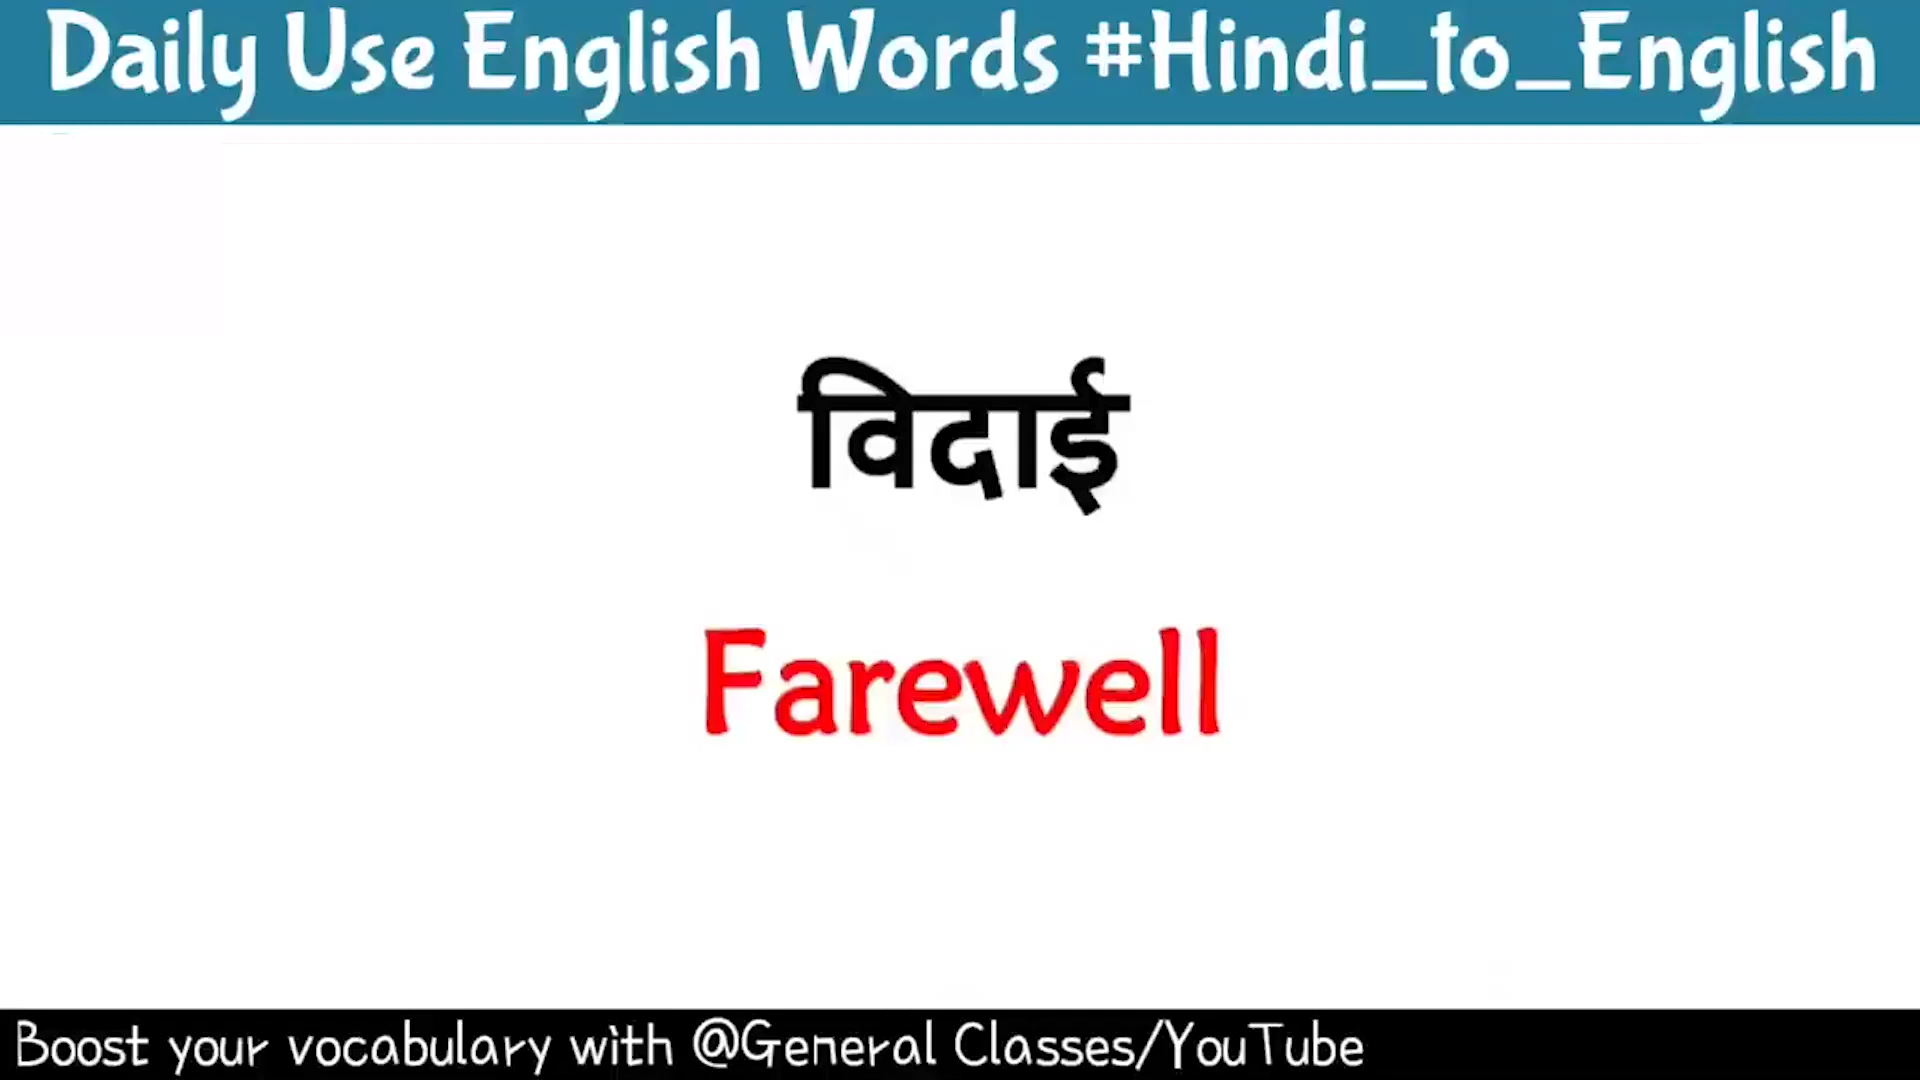 Daily Use English Words #Hindi_to_English
विदाई
Farewell
Boost your vocabulary with @General Classes/YouTube